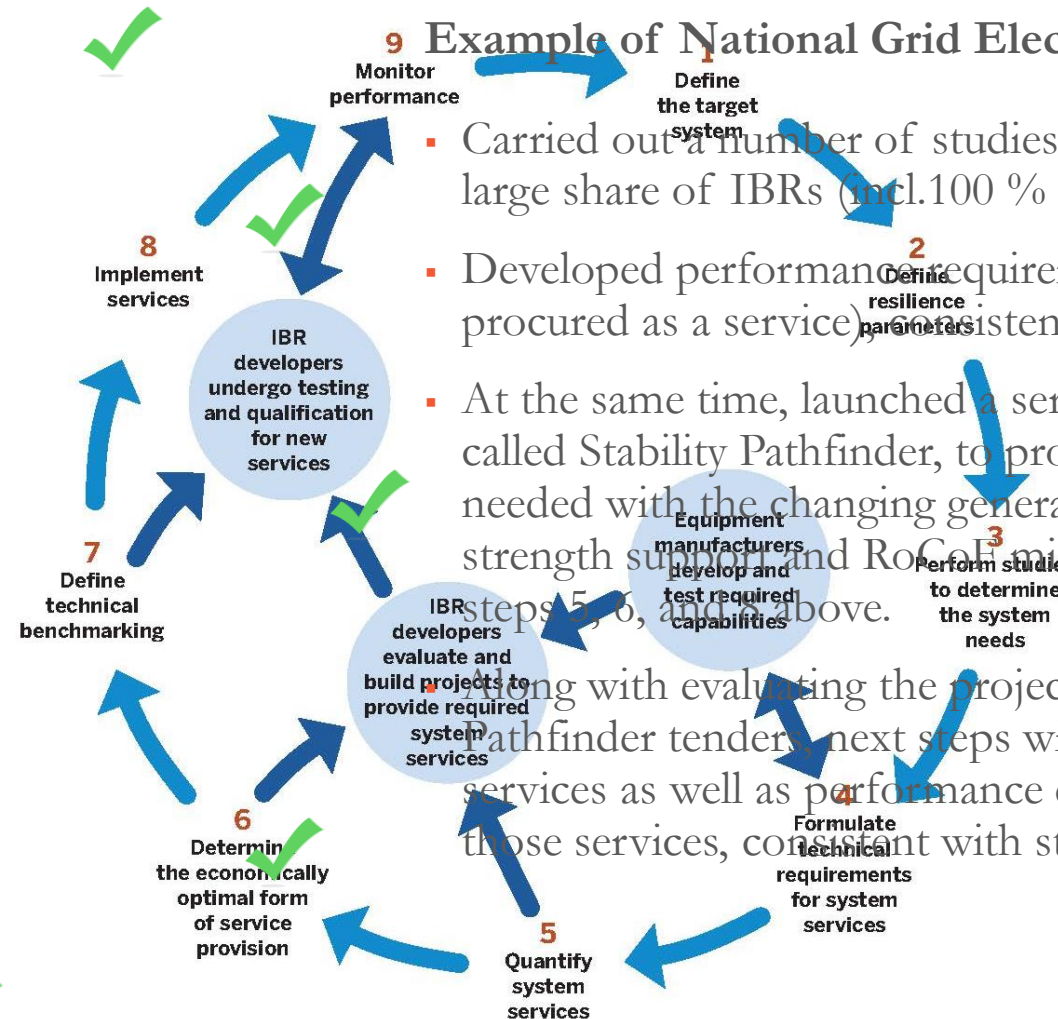 Example of National Grid Elec
Carried out a number of studies
large share of IBRs (incl.100 %
Developed performance require
procured as a service), consisten
At the same time, launched a ser
called Stability Pathfinder, to pro
needed with the changing genera
strength support and RoCoF mi
steps 5, 6, and 8 above.
Along with evaluating the projec
Pathfinder tenders, next steps wi
services as well as performance
those services, consistent with st
9
Monitor
performance
1
Define
the target
system
2
Define
resilience
parameters
3
Perform studie
to determine
the system
needs
4
Formulate
technical
requirements
for system
services
5
Quantify
system
services
6
Determine
the economically
optimal form
of service
provision
7
Define
technical
benchmarking
8
Implement
services
IBR
developers
undergo testing
and qualification
for new
services
IBR
developers
evaluate and
build projects to
provide required
system
services
Equipment
manufacturers
develop and
test required
capabilities